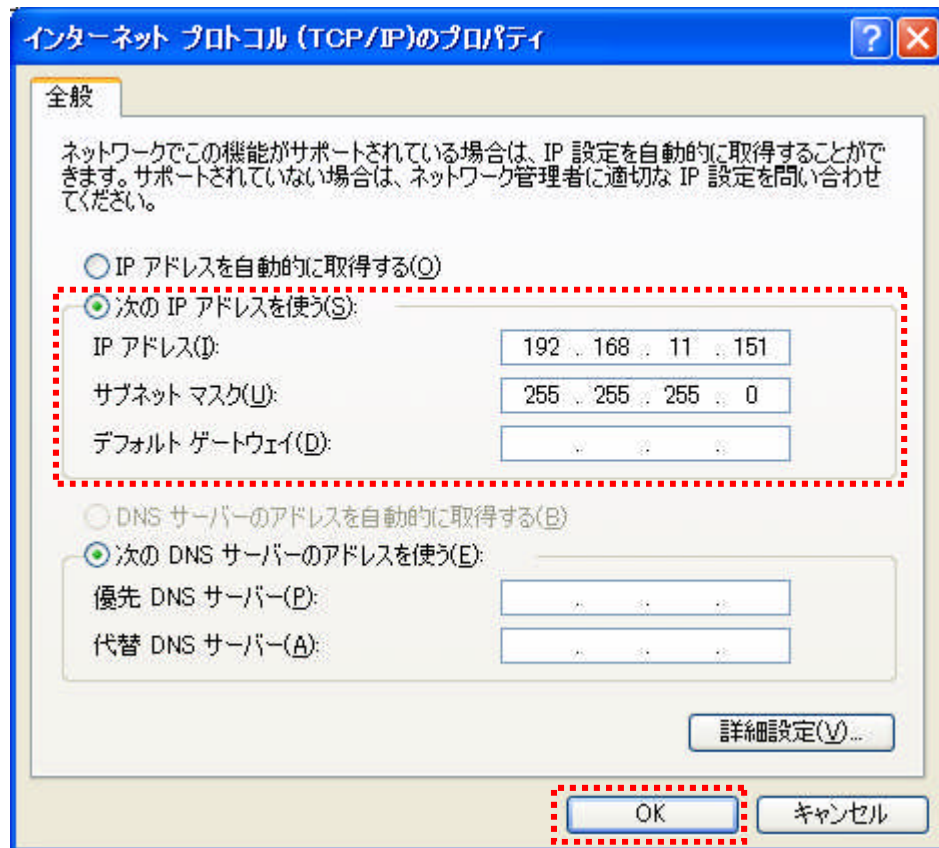 インターネット プロトコル (TCP/IP)のプロパティ
全般
ネットワークでこの機能がサポートされている場合は、IP 設定を自動的に取得することがで
きます。サポートされていない場合は、ネットワーク管理者に適切な IP 設定を問い合わせ
てください。
IP アドレスを自動的に取得する(O)
次の IP アドレスを使う(S):
IP アドレス(I): 192 . 168 . 11 . 151
サブネット マスク(U): 255 . 255 . 255 . 0
デフォルト ゲートウェイ(D): . . .
DNS サーバーのアドレスを自動的に取得する(B)
次の DNS サーバーのアドレスを使う(E):
優先 DNS サーバー(P): . . .
代替 DNS サーバー(A): . . .
詳細設定(V)...
OK キャンセル